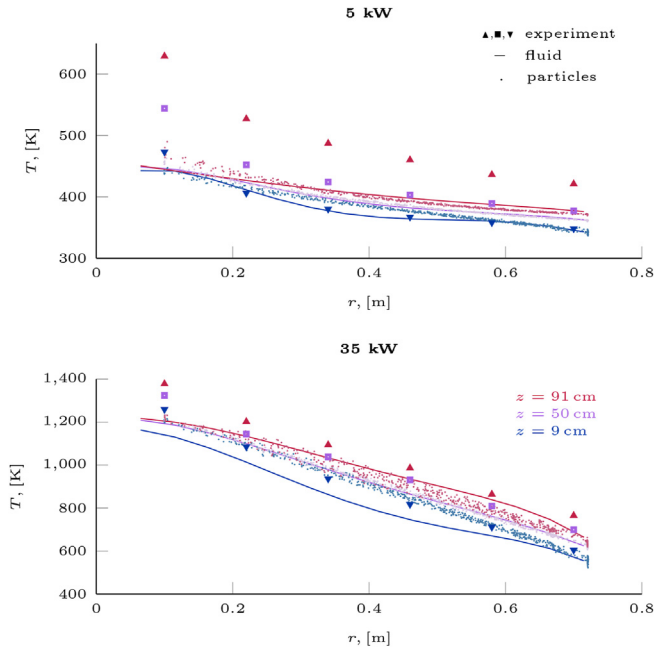 5 kW
▲,■,▼ experiment
— fluid
· particles
600
500
400
300
T, [K]
0 0.2 0.4 0.6 0.8
r, [m]
35 kW
1,400
1,200
1,000
800
600
400
T, [K]
z = 91 cm
z = 50 cm
z = 9 cm
0 0.2 0.4 0.6 0.8
r, [m]